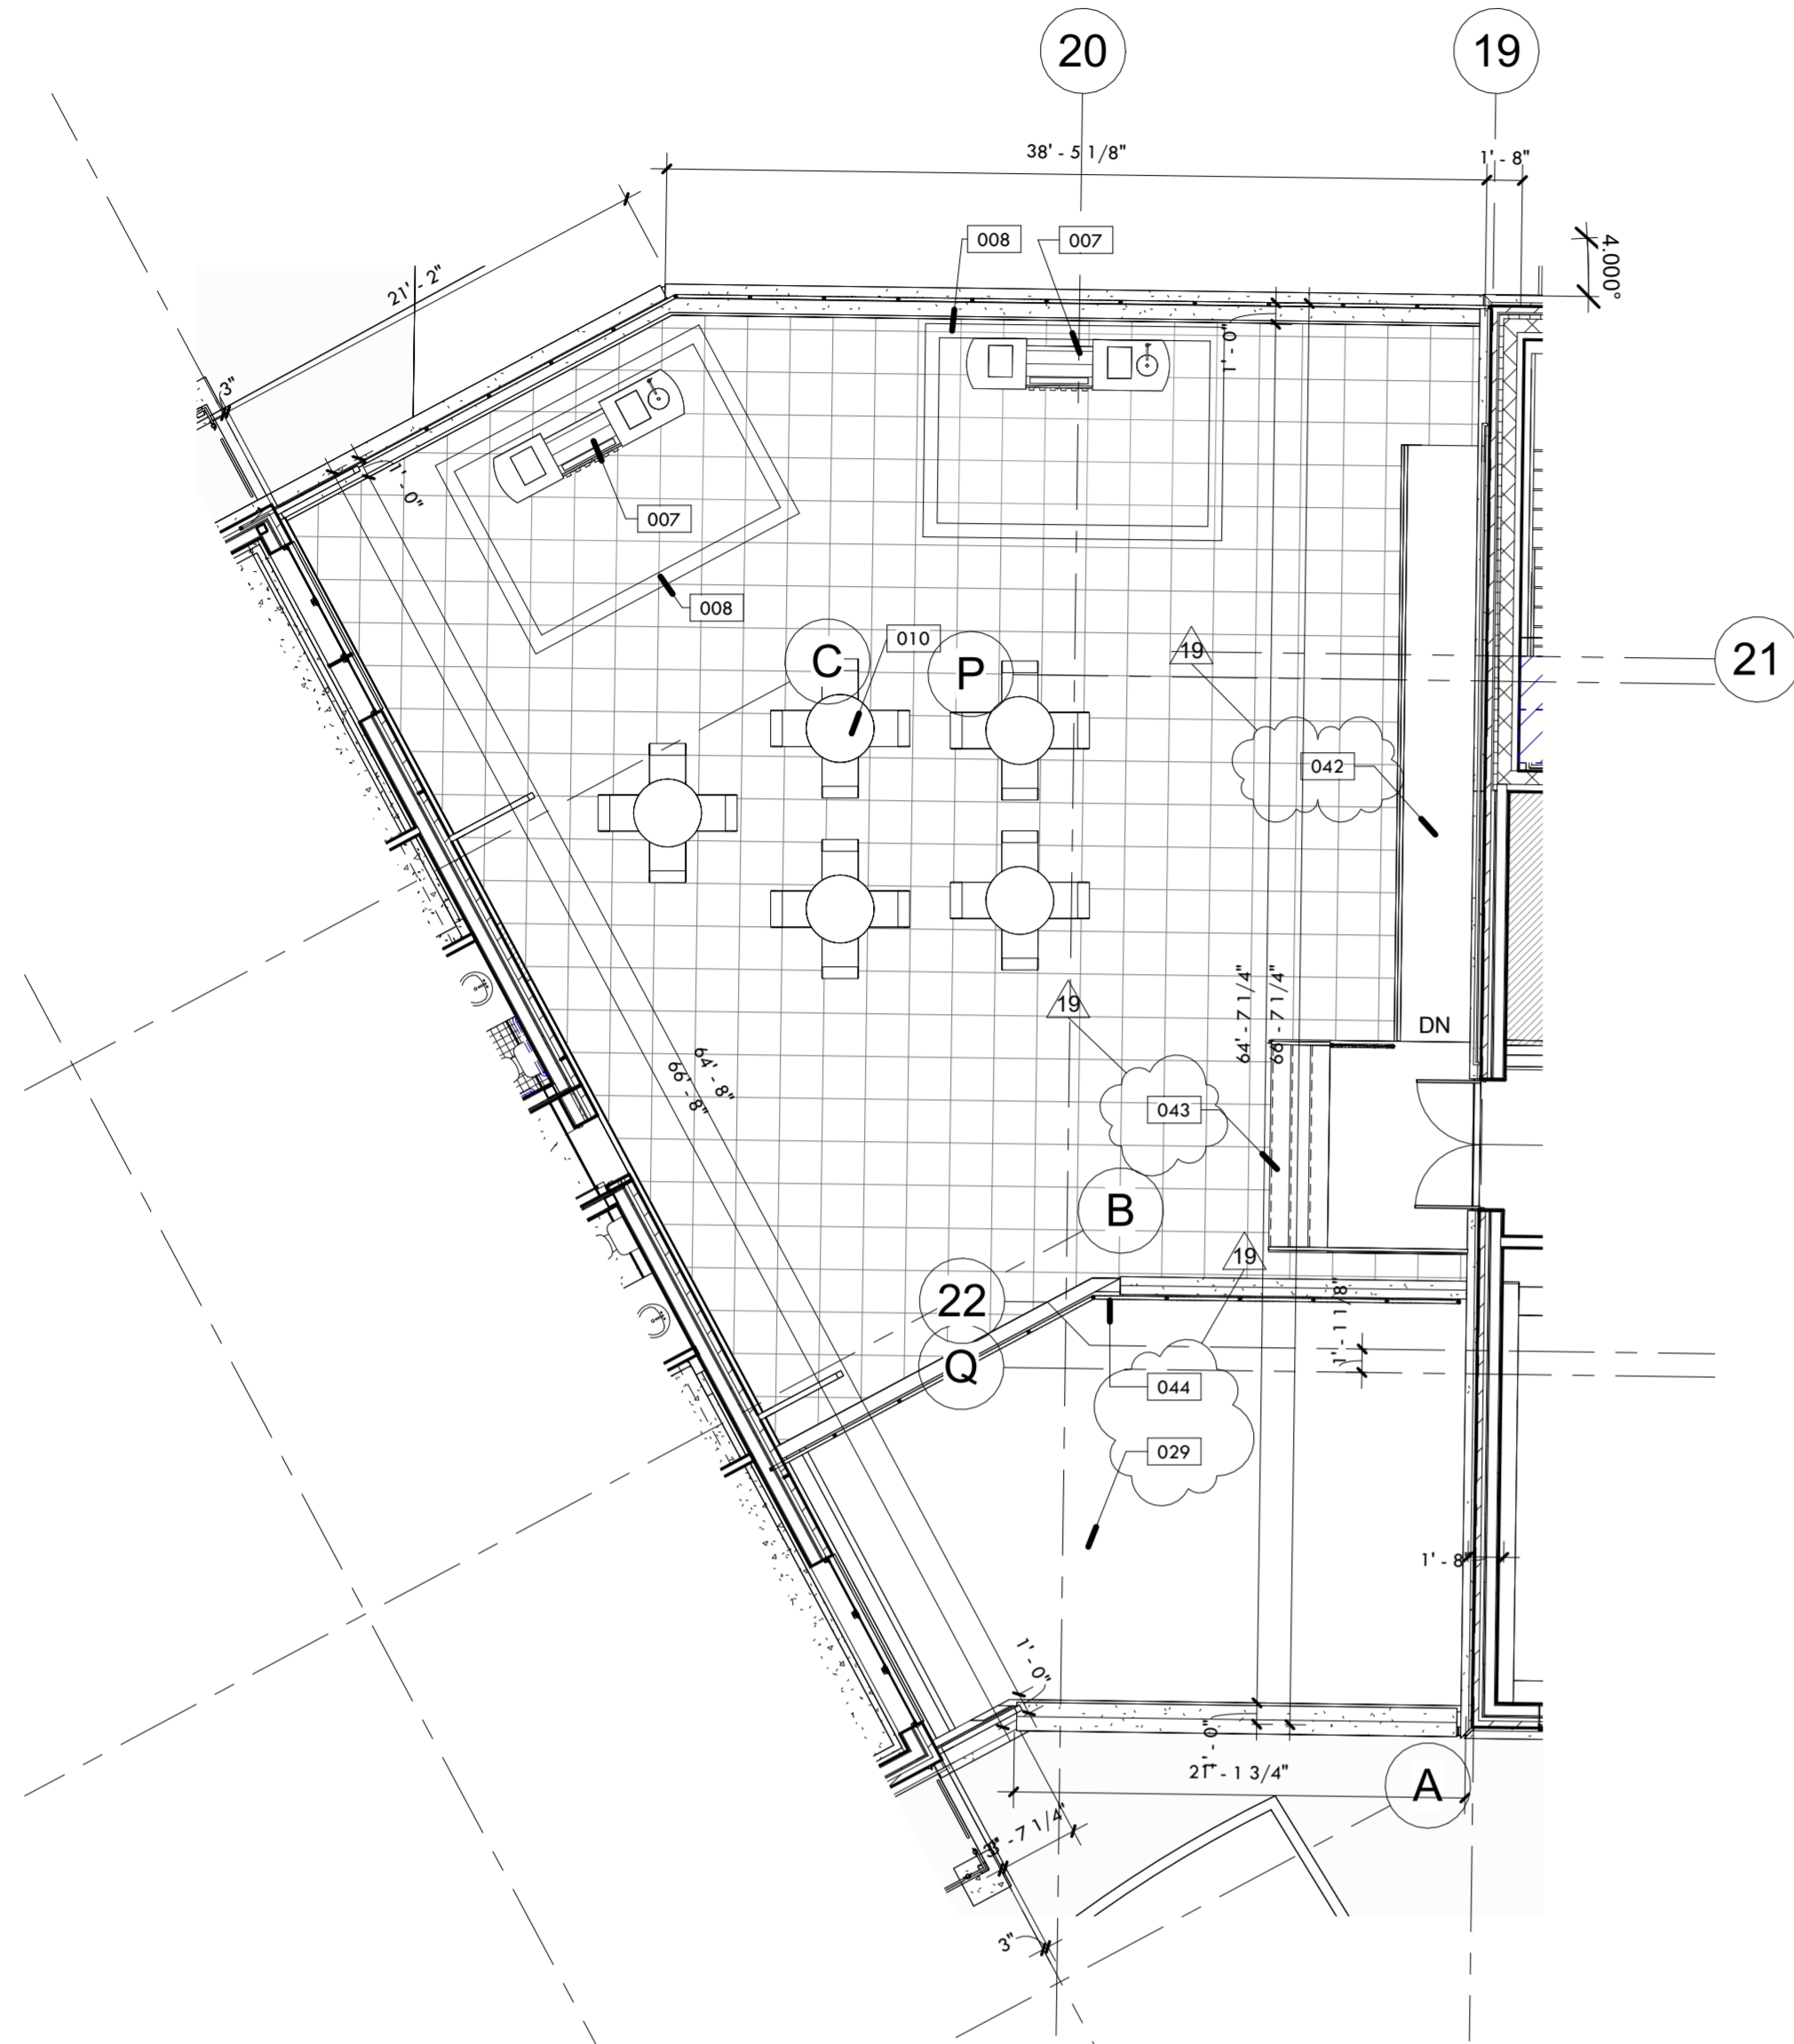 20
19
38' - 5 1/8"
1' - 8"
4.000°
21' - 2"
008
007
3"
1' - 0"
1' - 0"
007
008
C
010
P
19
21
042
64' - 7 1/4"
66' - 7 1/4"
19
DN
64' - 8"
66' - 8"
043
B
19
22
1' - 1 1/8"
Q
044
029
1' - 8"
1' - 0"
1' - 0"
21' - 1 3/4"
A
3"
3"